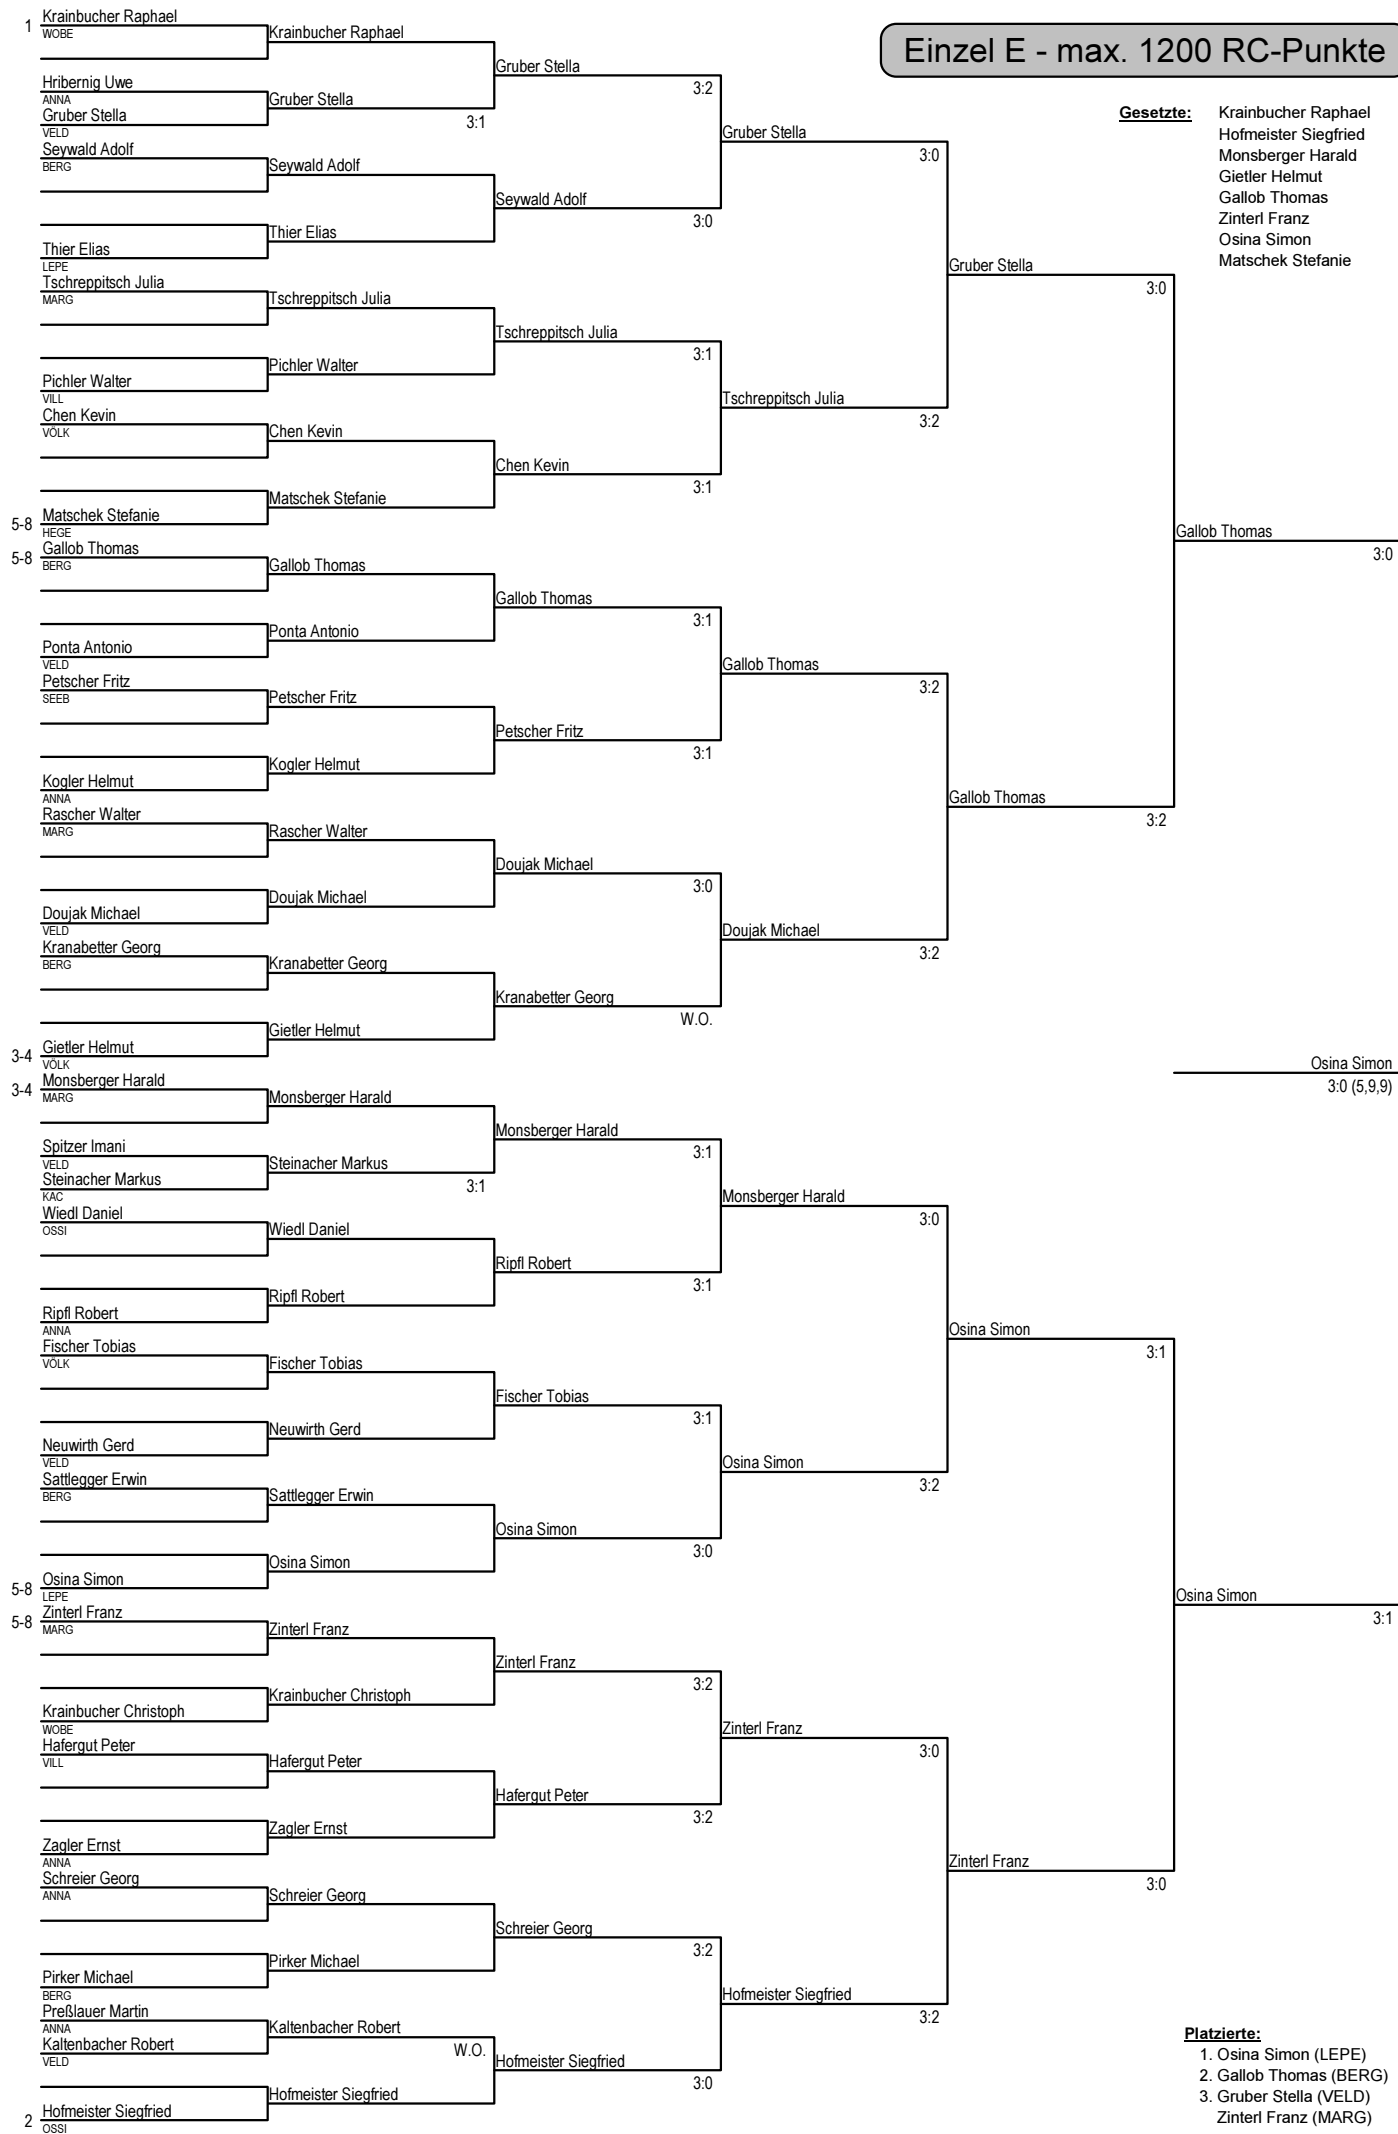 Einzel E - max. 1200 RC-Punkte
Gesetzte: Krainbucher Raphael
Hofmeister Siegfried
Monsberger Harald
Gietler Helmut
Gallob Thomas
Zinterl Franz
Osina Simon
Matschek Stefanie
1 Krainbucher Raphael
WOBE
Hribernig Uwe
ANNA
Gruber Stella
VELD
Seywald Adolf
BERG
Thier Elias
LEPE
Tschreppitsch Julia
MARG
Pichler Walter
VILL
Chen Kevin
VÖLK
5-8 Matschek Stefanie
HEGE
5-8 Gallob Thomas
BERG
Ponta Antonio
VELD
Petscher Fritz
SEEB
Kogler Helmut
ANNA
Rascher Walter
MARG
Doujak Michael
VELD
Kranabetter Georg
BERG
3-4 Gietler Helmut
VÖLK
3-4 Monsberger Harald
MARG
Spitzer Imani
VELD
Steinacher Markus
KAC
Wiedl Daniel
OSSI
Ripfl Robert
ANNA
Fischer Tobias
VÖLK
Neuwirth Gerd
VELD
Sattlegger Erwin
BERG
5-8 Osina Simon
LEPE
5-8 Zinterl Franz
MARG
Krainbucher Christoph
WOBE
Hafergut Peter
VILL
Zagler Ernst
ANNA
Schreier Georg
ANNA
Pirker Michael
BERG
Preßlauer Martin
ANNA
Kaltenbacher Robert
VELD
2 Hofmeister Siegfried
OSSI
Krainbucher Raphael
Gruber Stella
3:1
Seywald Adolf
Thier Elias
Tschreppitsch Julia
Pichler Walter
Chen Kevin
Matschek Stefanie
Gallob Thomas
Ponta Antonio
Petscher Fritz
Kogler Helmut
Rascher Walter
Doujak Michael
Kranabetter Georg
Gietler Helmut
Monsberger Harald
Steinacher Markus
3:1
Wiedl Daniel
Ripfl Robert
Fischer Tobias
Neuwirth Gerd
Sattlegger Erwin
Osina Simon
Zinterl Franz
Krainbucher Christoph
Hafergut Peter
Zagler Ernst
Schreier Georg
Pirker Michael
Kaltenbacher Robert
W.O.
Hofmeister Siegfried
Gruber Stella
3:2
Seywald Adolf
3:0
Tschreppitsch Julia
3:1
Chen Kevin
3:1
Gallob Thomas
3:1
Petscher Fritz
3:1
Doujak Michael
3:0
Kranabetter Georg
W.O.
Monsberger Harald
3:1
Ripfl Robert
3:1
Fischer Tobias
3:1
Osina Simon
3:0
Zinterl Franz
3:2
Hafergut Peter
3:2
Schreier Georg
3:2
Hofmeister Siegfried
3:0
Gruber Stella
3:0
Tschreppitsch Julia
3:2
Gallob Thomas
3:2
Doujak Michael
3:2
Monsberger Harald
3:0
Osina Simon
3:2
Zinterl Franz
3:0
Hofmeister Siegfried
3:2
Gruber Stella
3:0
Gallob Thomas
3:2
Osina Simon
3:1
Zinterl Franz
3:0
Gallob Thomas
3:0
Osina Simon
3:1
Osina Simon
3:0 (5,9,9)
Platzierte:
1. Osina Simon (LEPE)
2. Gallob Thomas (BERG)
3. Gruber Stella (VELD)
Zinterl Franz (MARG)